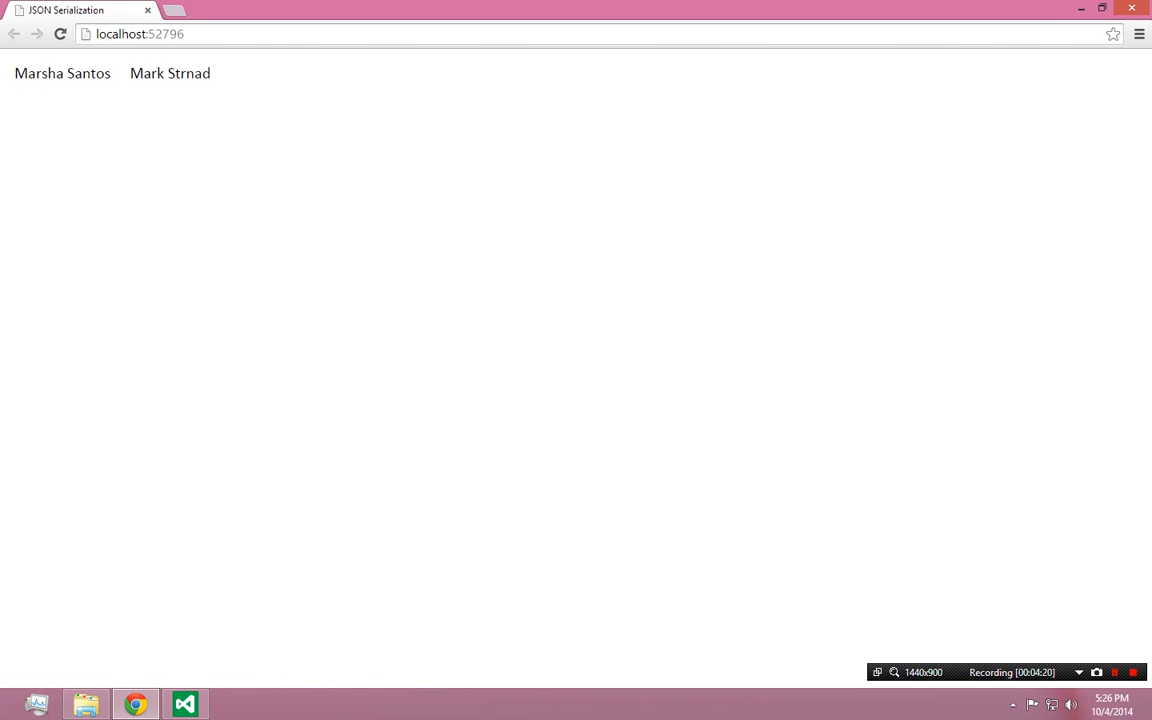 JSON Serialization
localhost:52796
Marsha Santos Mark Strnad
1440x900 Recording [00:04:20]
5:26 PM
10/4/2014